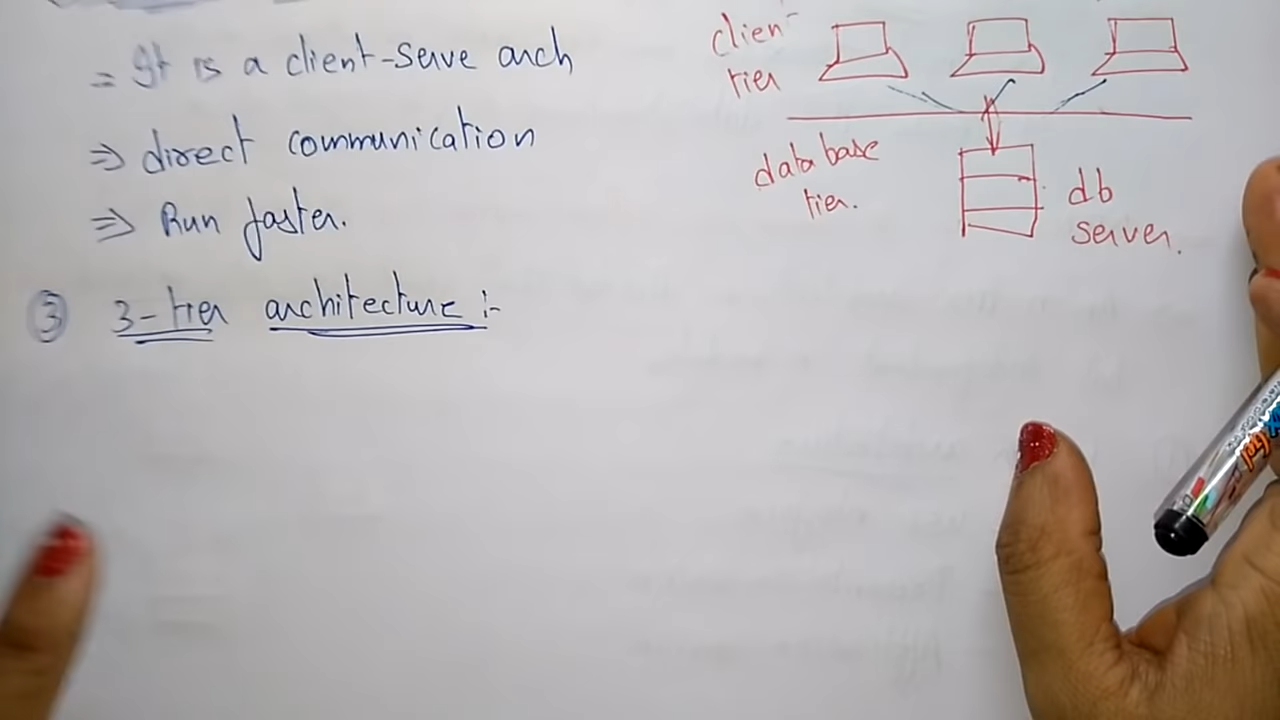 = It is a client-serve arch
⇒ direct communication
⇒ Run faster.
③ 3-tier architecture :-
client
tier
data base
tier.
db
server.